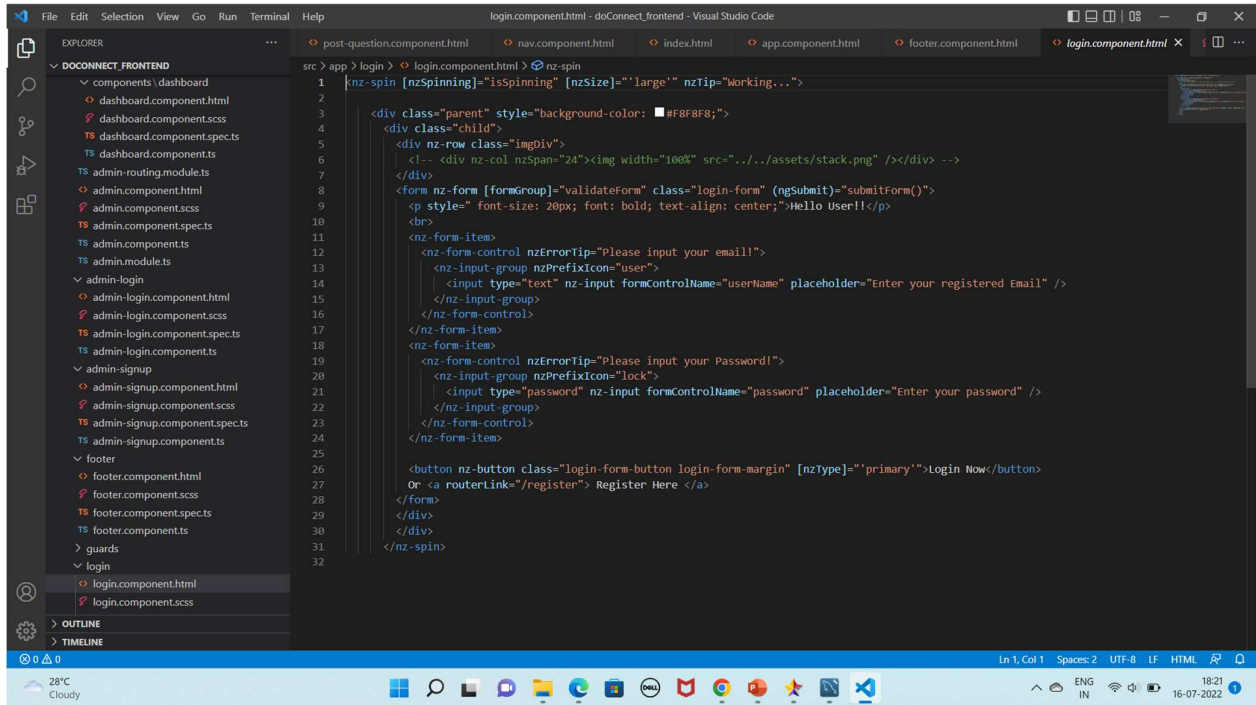 File Edit Selection View Go Run Terminal Help
login.component.html - doConnect_frontend - Visual Studio Code
EXPLORER
post-question.component.html nav.component.html index.html app.component.html footer.component.html login.component.html
DOCONNECT_FRONTEND
src > app > login > login.component.html > nz-spin
components \ dashboard
dashboard.component.html
dashboard.component.scss
TS dashboard.component.spec.ts
TS dashboard.component.ts
TS admin-routing.module.ts
admin.component.html
admin.component.scss
TS admin.component.spec.ts
TS admin.component.ts
TS admin.module.ts
admin-login
admin-login.component.html
admin-login.component.scss
TS admin-login.component.spec.ts
TS admin-login.component.ts
admin-signup
admin-signup.component.html
admin-signup.component.scss
TS admin-signup.component.spec.ts
TS admin-signup.component.ts
footer
footer.component.html
footer.component.scss
TS footer.component.spec.ts
TS footer.component.ts
guards
login
login.component.html
login.component.scss
OUTLINE
TIMELINE
1 <nz-spin [nzSpinning]="isSpinning" [nzSize]="'large'" nzTip="Working...">
2
3 <div class="parent" style="background-color: #F8F8F8;">
4 <div class="child">
5 <div nz-row class="imgDiv">
6 <!-- <div nz-col nzSpan="24"><img width="100%" src="../../assets/stack.png" /></div> -->
7 </div>
8 <form nz-form [formGroup]="validateForm" class="login-form" (ngSubmit)="submitForm()">
9 <p style=" font-size: 20px; font: bold; text-align: center;">Hello User!!</p>
10 <br>
11 <nz-form-item>
12 <nz-form-control nzErrorTip="Please input your email!">
13 <nz-input-group nzPrefixIcon="user">
14 <input type="text" nz-input formControlName="userName" placeholder="Enter your registered Email" />
15 </nz-input-group>
16 </nz-form-control>
17 </nz-form-item>
18 <nz-form-item>
19 <nz-form-control nzErrorTip="Please input your Password!">
20 <nz-input-group nzPrefixIcon="lock">
21 <input type="password" nz-input formControlName="password" placeholder="Enter your password" />
22 </nz-input-group>
23 </nz-form-control>
24 </nz-form-item>
25
26 <button nz-button class="login-form-button login-form-margin" [nzType]="'primary'">Login Now</button>
27 Or <a routerLink="/register"> Register Here </a>
28 </form>
29 </div>
30 </div>
31 </nz-spin>
32
0 0
Ln 1, Col 1 Spaces: 2 UTF-8 LF HTML
28°C
Cloudy
DELL
ENG
IN
18:21
16-07-2022
1